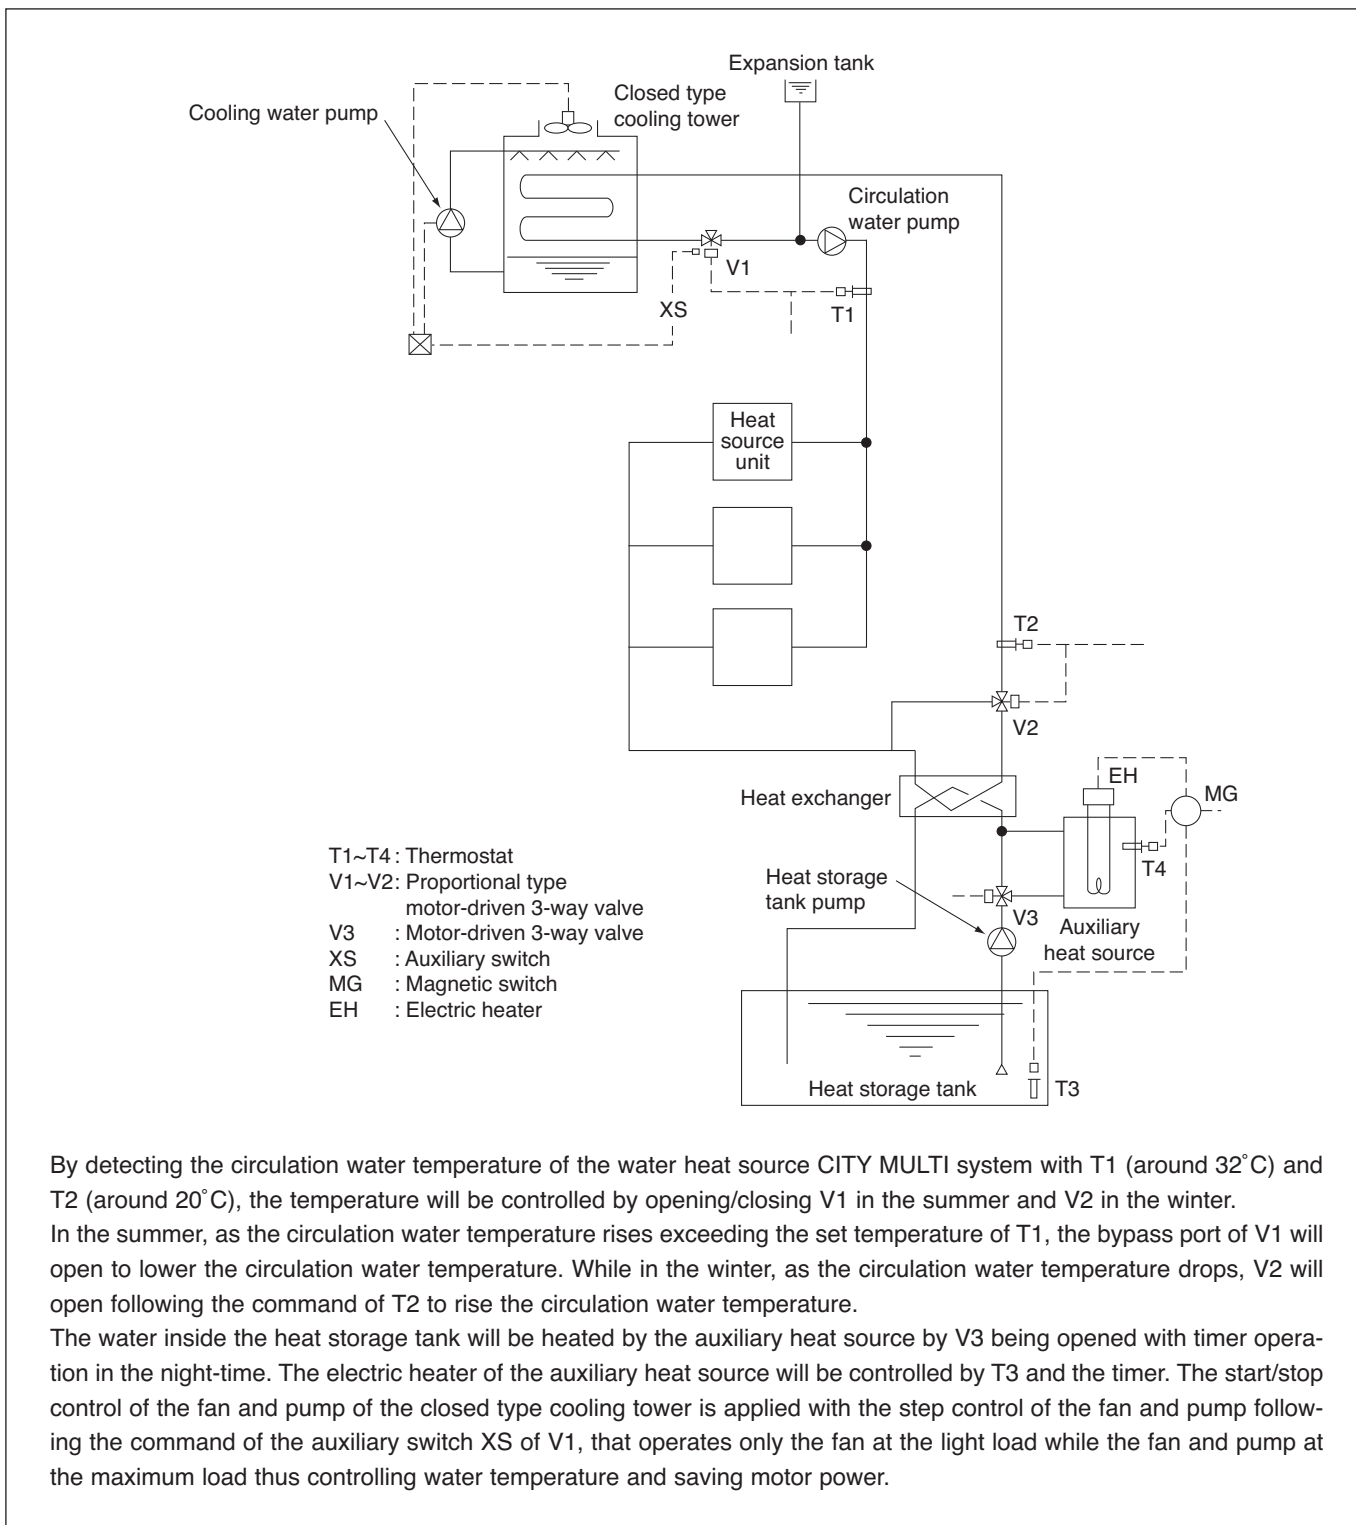 Expansion tank
Closed type
cooling tower
Cooling water pump
Circulation
water pump
V1
XS
T1
Heat
source
unit
T2
V2
EH
MG
Heat exchanger
T4
Heat storage
tank pump
V3
Auxiliary
heat source
T1~T4 : Thermostat
V1~V2 : Proportional type
motor-driven 3-way valve
V3 : Motor-driven 3-way valve
XS : Auxiliary switch
MG : Magnetic switch
EH : Electric heater
Heat storage tank
T3
By detecting the circulation water temperature of the water heat source CITY MULTI system with T1 (around 32˚C) and
T2 (around 20˚C), the temperature will be controlled by opening/closing V1 in the summer and V2 in the winter.
In the summer, as the circulation water temperature rises exceeding the set temperature of T1, the bypass port of V1 will
open to lower the circulation water temperature. While in the winter, as the circulation water temperature drops, V2 will
open following the command of T2 to rise the circulation water temperature.
The water inside the heat storage tank will be heated by the auxiliary heat source by V3 being opened with timer opera-
tion in the night-time. The electric heater of the auxiliary heat source will be controlled by T3 and the timer. The start/stop
control of the fan and pump of the closed type cooling tower is applied with the step control of the fan and pump follow-
ing the command of the auxiliary switch XS of V1, that operates only the fan at the light load while the fan and pump at
the maximum load thus controlling water temperature and saving motor power.